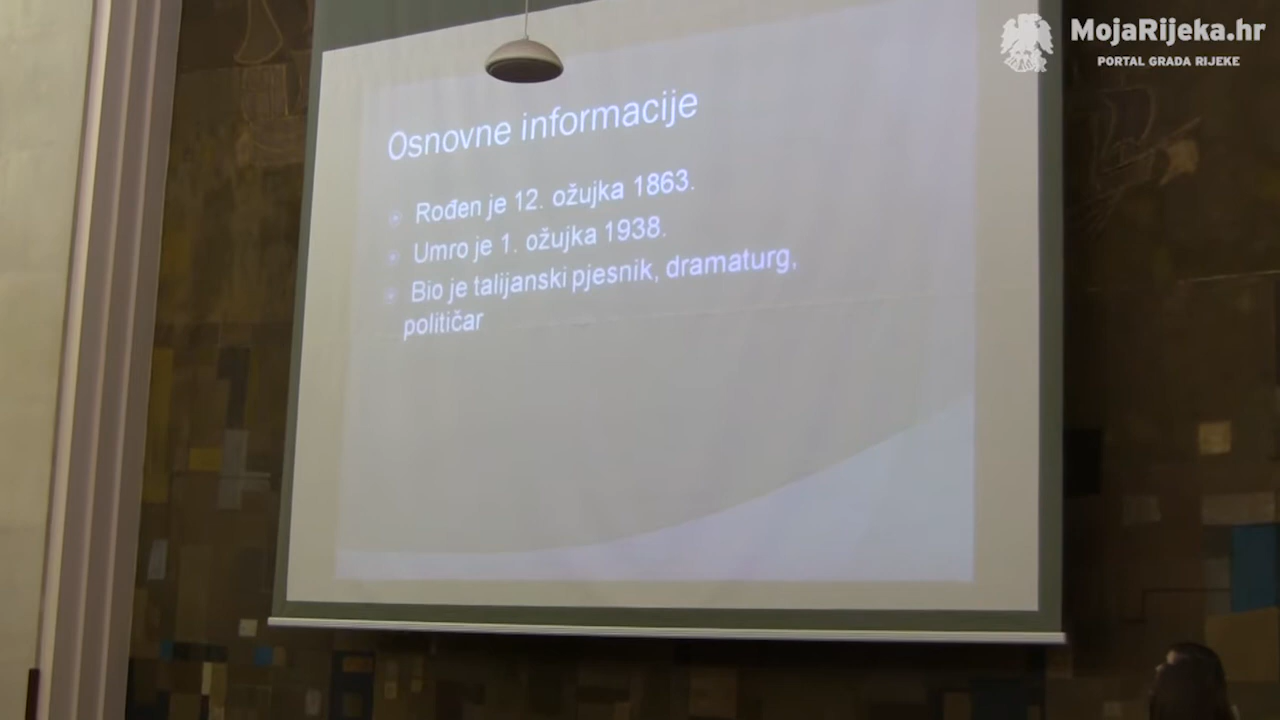 MojaRijeka.hr
PORTAL GRADA RIJEKE
Osnovne informacije
Rođen je 12. ožujka 1863.
Umro je 1. ožujka 1938.
Bio je talijanski pjesnik, dramaturg,
političar